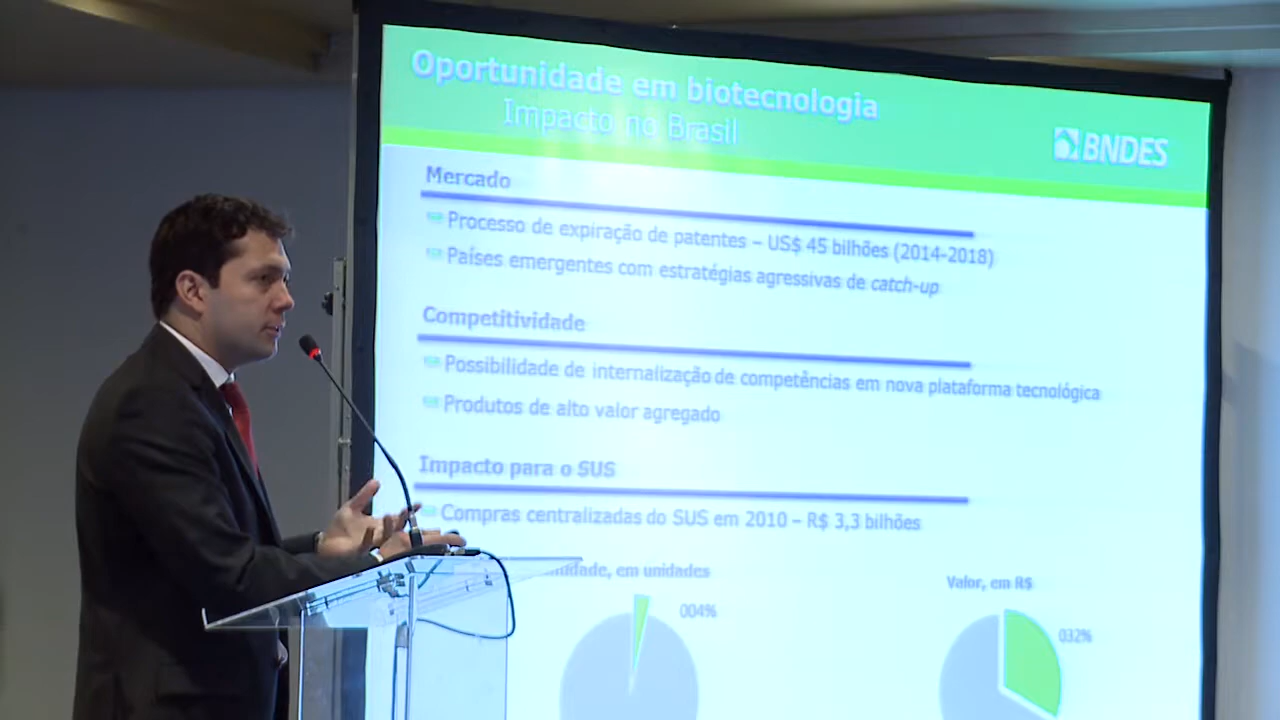 Oportunidade em biotecnologia
Impacto no Brasil
BNDES
Mercado
Processo de expiração de patentes – US$ 45 bilhões (2014-2018)
Países emergentes com estratégias agressivas de catch-up
Competitividade
Possibilidade de internalização de competências em nova plataforma tecnológica
Produtos de alto valor agregado
Impacto para o SUS
Compras centralizadas do SUS em 2010 – R$ 3,3 bilhões
em unidades
004%
Valor, em R$
032%